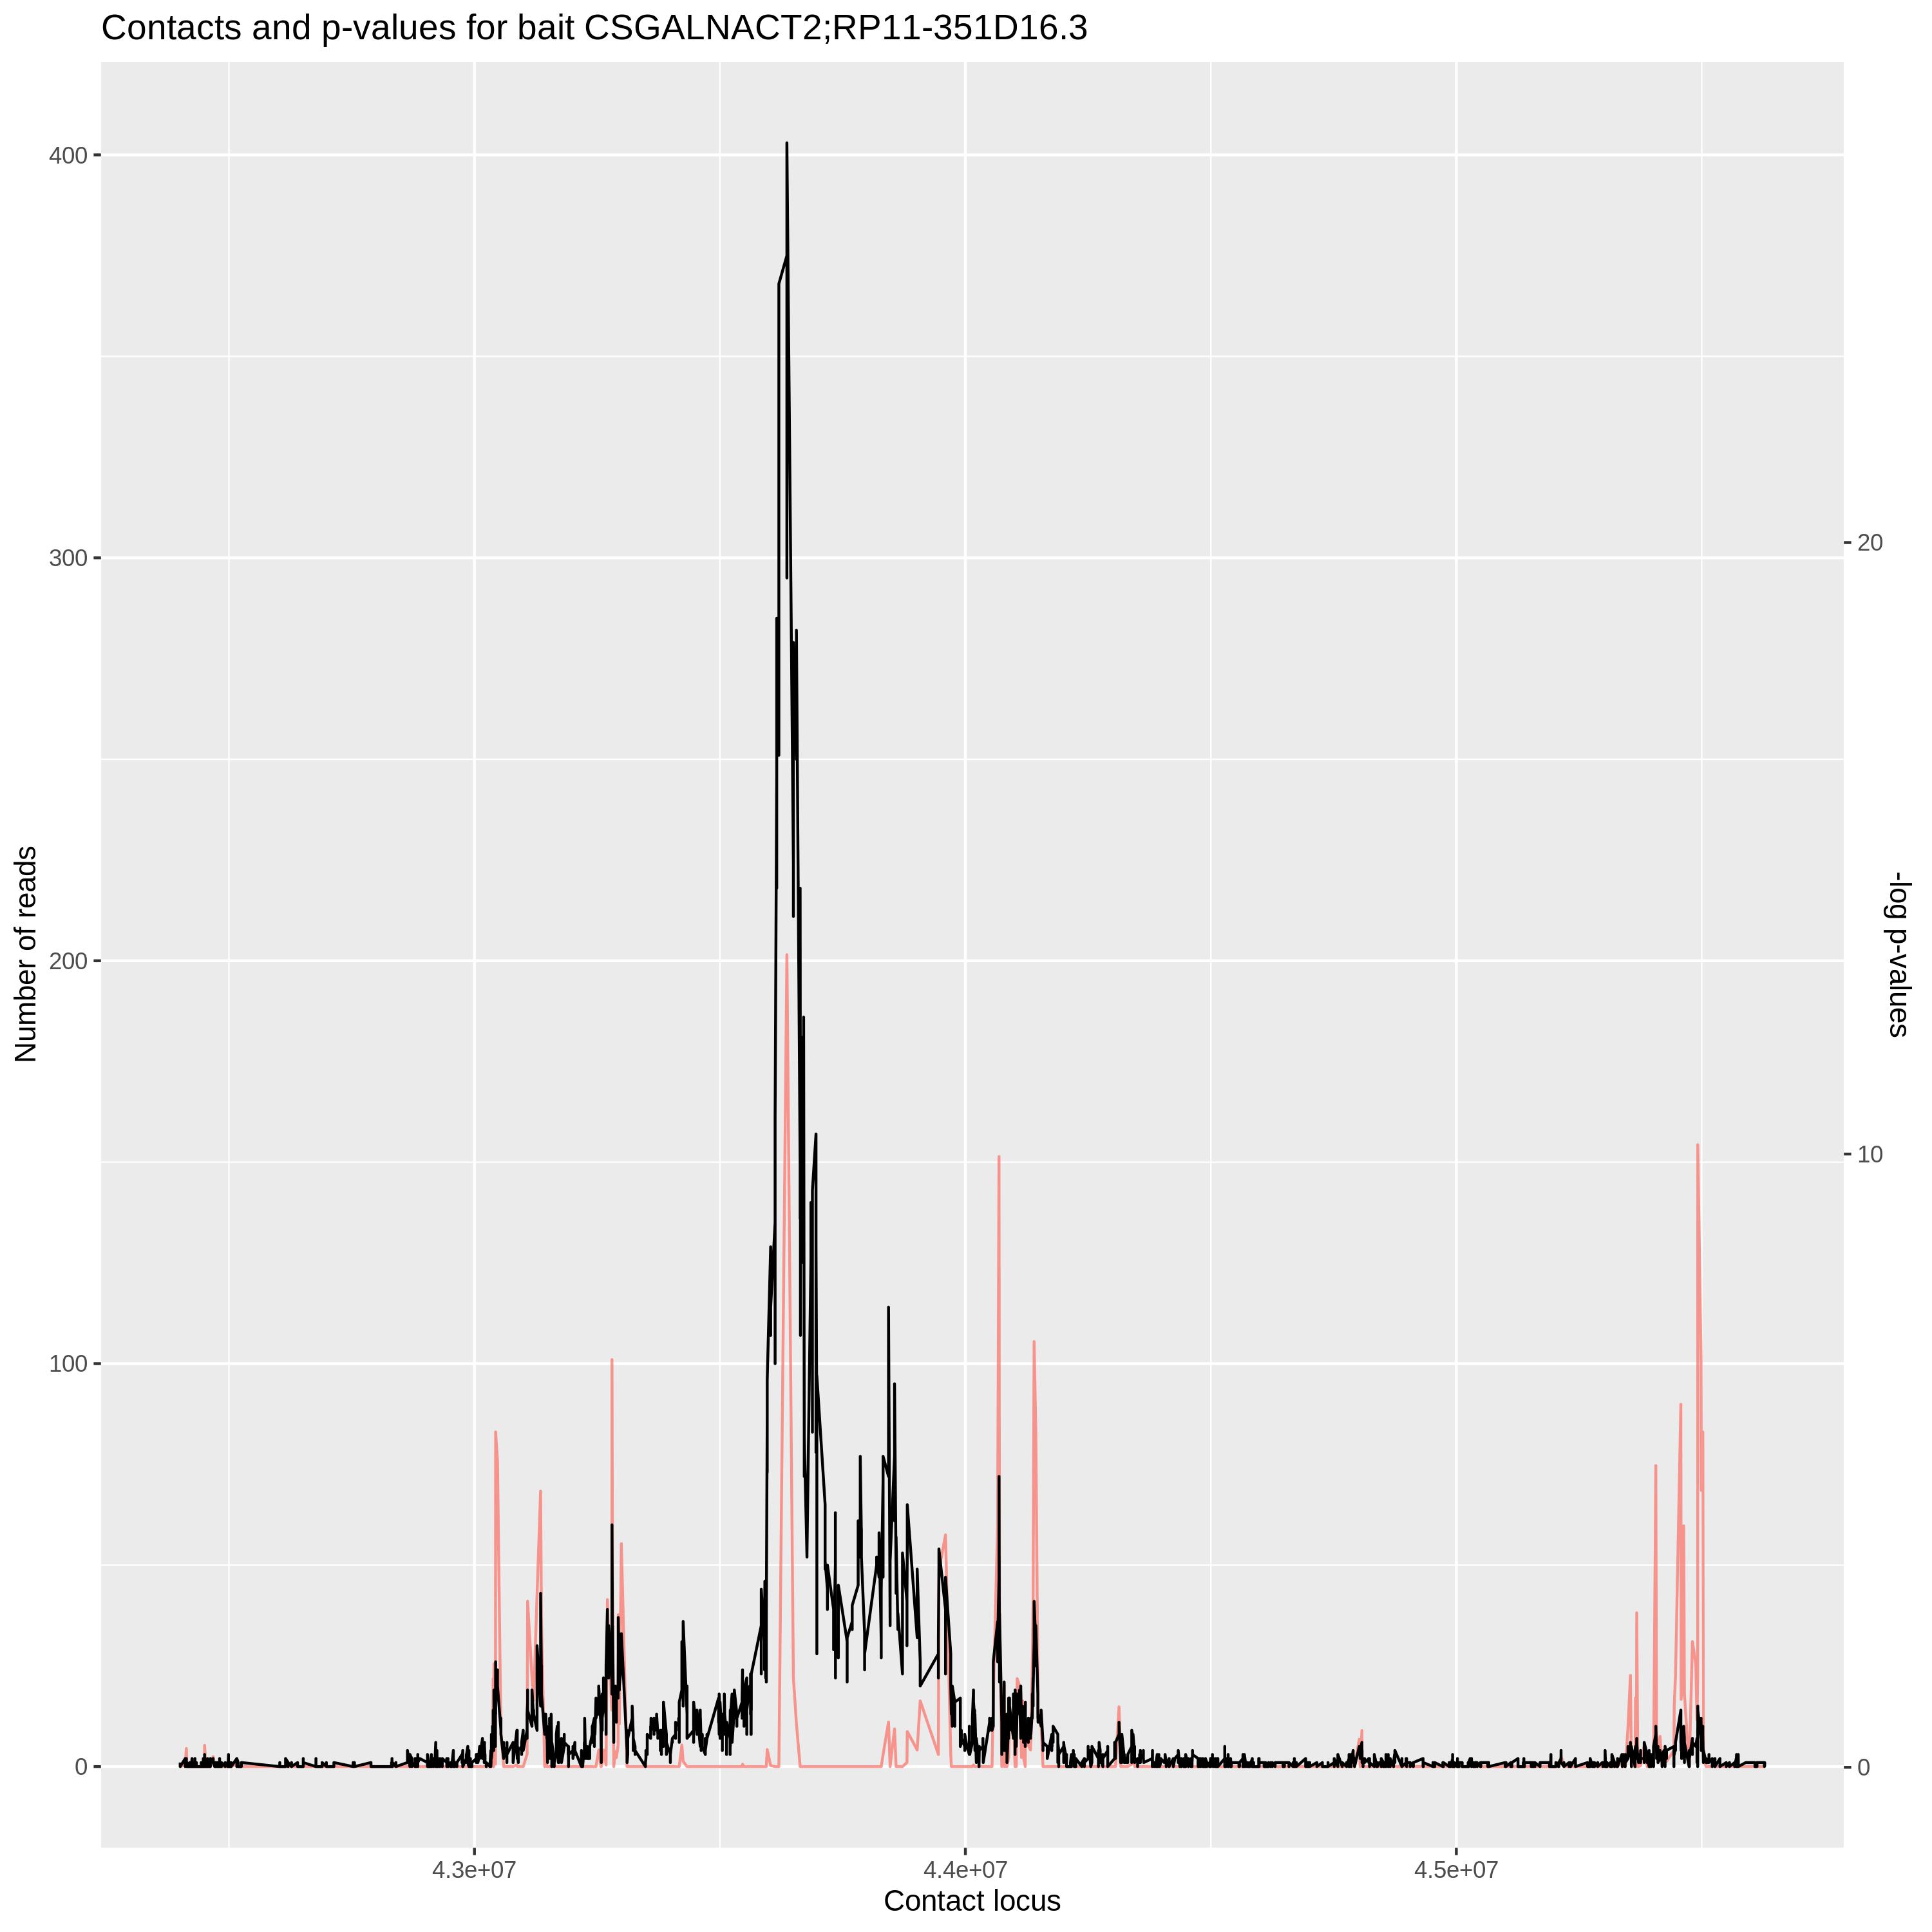 Contacts and p-values for bait CSGALNACT2;RP11-351D16.3
400
300
200
100
0
Number of reads
20
10
0
-log p-values
4.3e+07
4.4e+07
4.5e+07
Contact locus